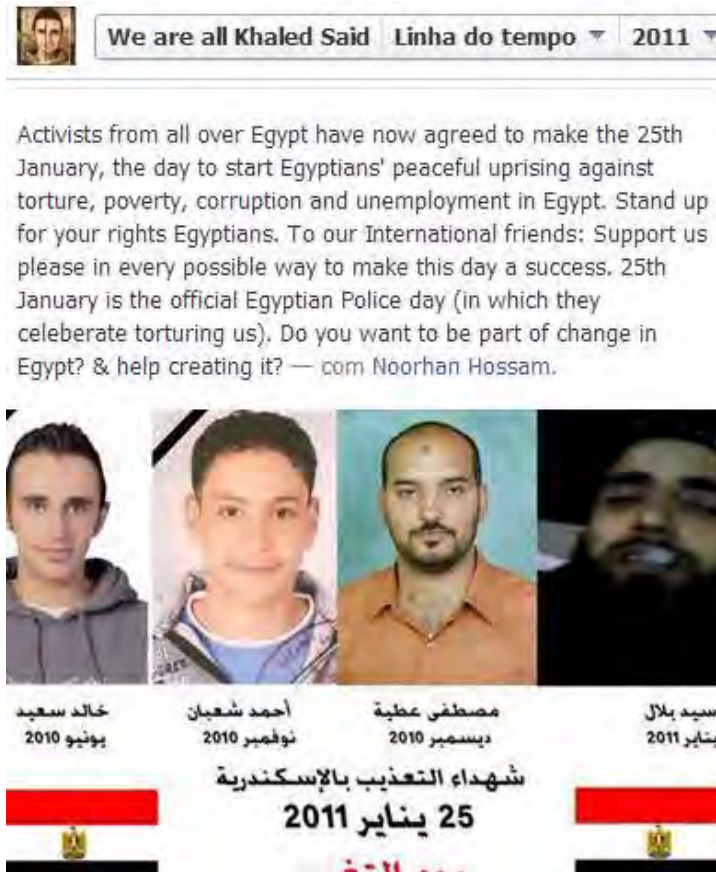 We are all Khaled Said Linha do tempo 2011
Activists from all over Egypt have now agreed to make the 25th
January, the day to start Egyptians' peaceful uprising against
torture, poverty, corruption and unemployment in Egypt. Stand up
for your rights Egyptians. To our International friends: Support us
please in every possible way to make this day a success. 25th
January is the official Egyptian Police day (in which they
celeberate torturing us). Do you want to be part of change in
Egypt? & help creating it? — com Noorhan Hossam.
خالد سعيد
يونيو 2010
أحمد شعبان
نوفمبر 2010
مصطفى عطية
ديسمبر 2010
سيد بلال
يناير 2011
شهداء التعذيب بالإسكندرية
25 يناير 2011